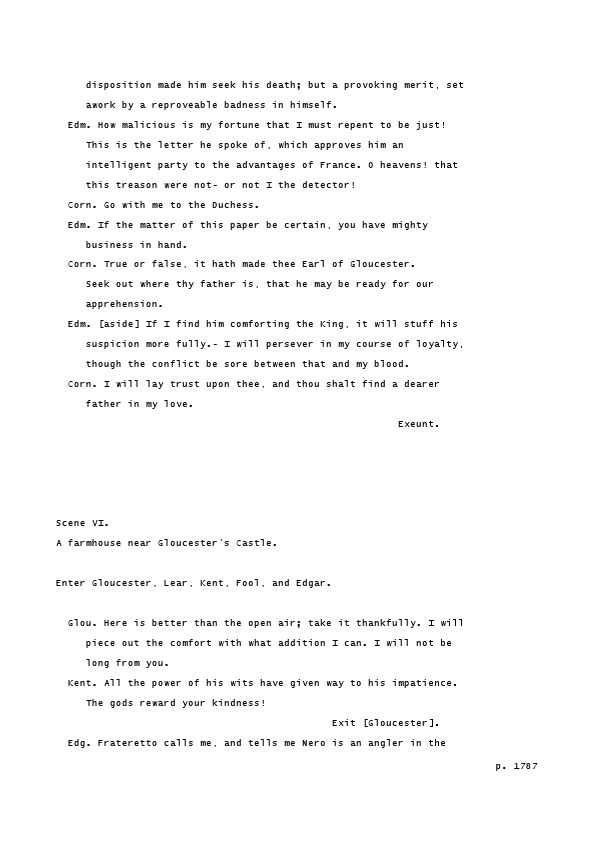 disposition made him seek his death; but a provoking merit, set
awork by a reproveable badness in himself.
Edm. How malicious is my fortune that I must repent to be just!
This is the letter he spoke of, which approves him an
intelligent party to the advantages of France. O heavens! that
this treason were not- or not I the detector!
Corn. Go with me to the Duchess.
Edm. If the matter of this paper be certain, you have mighty
business in hand.
Corn. True or false, it hath made thee Earl of Gloucester.
Seek out where thy father is, that he may be ready for our
apprehension.
Edm. [aside] If I find him comforting the King, it will stuff his
suspicion more fully.- I will persever in my course of loyalty,
though the conflict be sore between that and my blood.
Corn. I will lay trust upon thee, and thou shalt find a dearer
father in my love.
Exeunt.
Scene VI.
A farmhouse near Gloucester's Castle.
Enter Gloucester, Lear, Kent, Fool, and Edgar.
Glou. Here is better than the open air; take it thankfully. I will
piece out the comfort with what addition I can. I will not be
long from you.
Kent. All the power of his wits have given way to his impatience.
The gods reward your kindness!
Exit [Gloucester].
Edg. Frateretto calls me, and tells me Nero is an angler in the
p. 1787